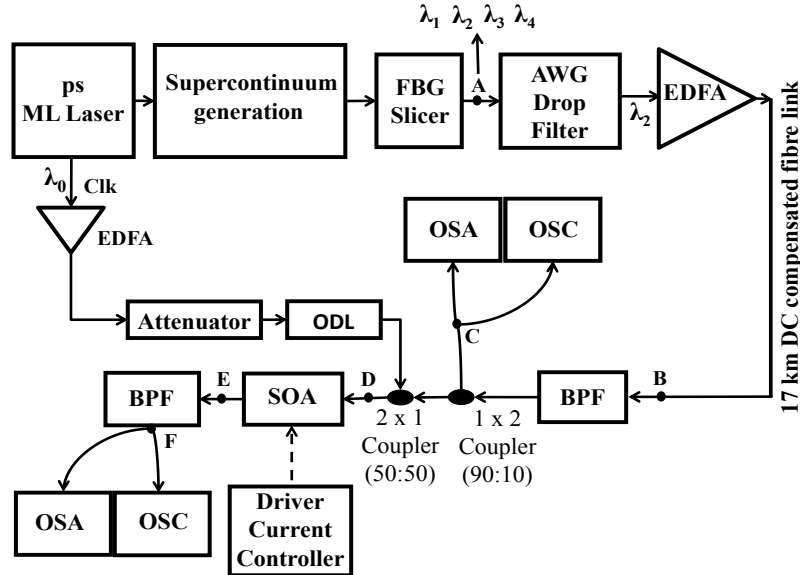 λ1 λ2 λ3 λ4
ps
ML Laser
Supercontinuum
generation
FBG
Slicer
A
AWG
Drop
Filter
λ2
EDFA
λ0 Clk
EDFA
17 km DC compensated fibre link
OSA
OSC
C
Attenuator
ODL
B
BPF
1 x 2
Coupler
(90:10)
2 x 1
Coupler
(50:50)
D
SOA
E
BPF
F
Driver
Current
Controller
OSA
OSC